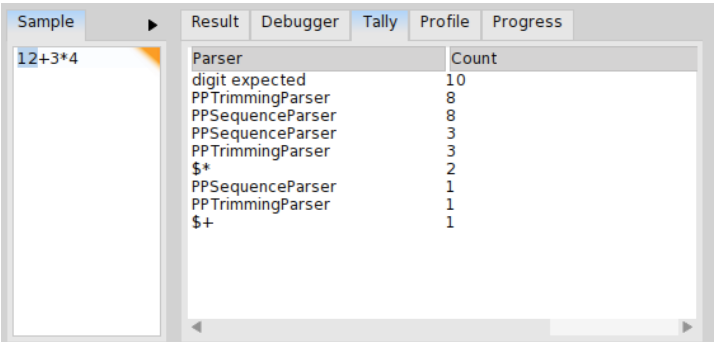 Sample ▶ Result Debugger Tally Profile Progress
12+3*4
Parser Count
digit expected 10
PPTrimmingParser 8
PPSequenceParser 8
PPSequenceParser 3
PPTrimmingParser 3
$* 2
PPSequenceParser 1
PPTrimmingParser 1
$+ 1